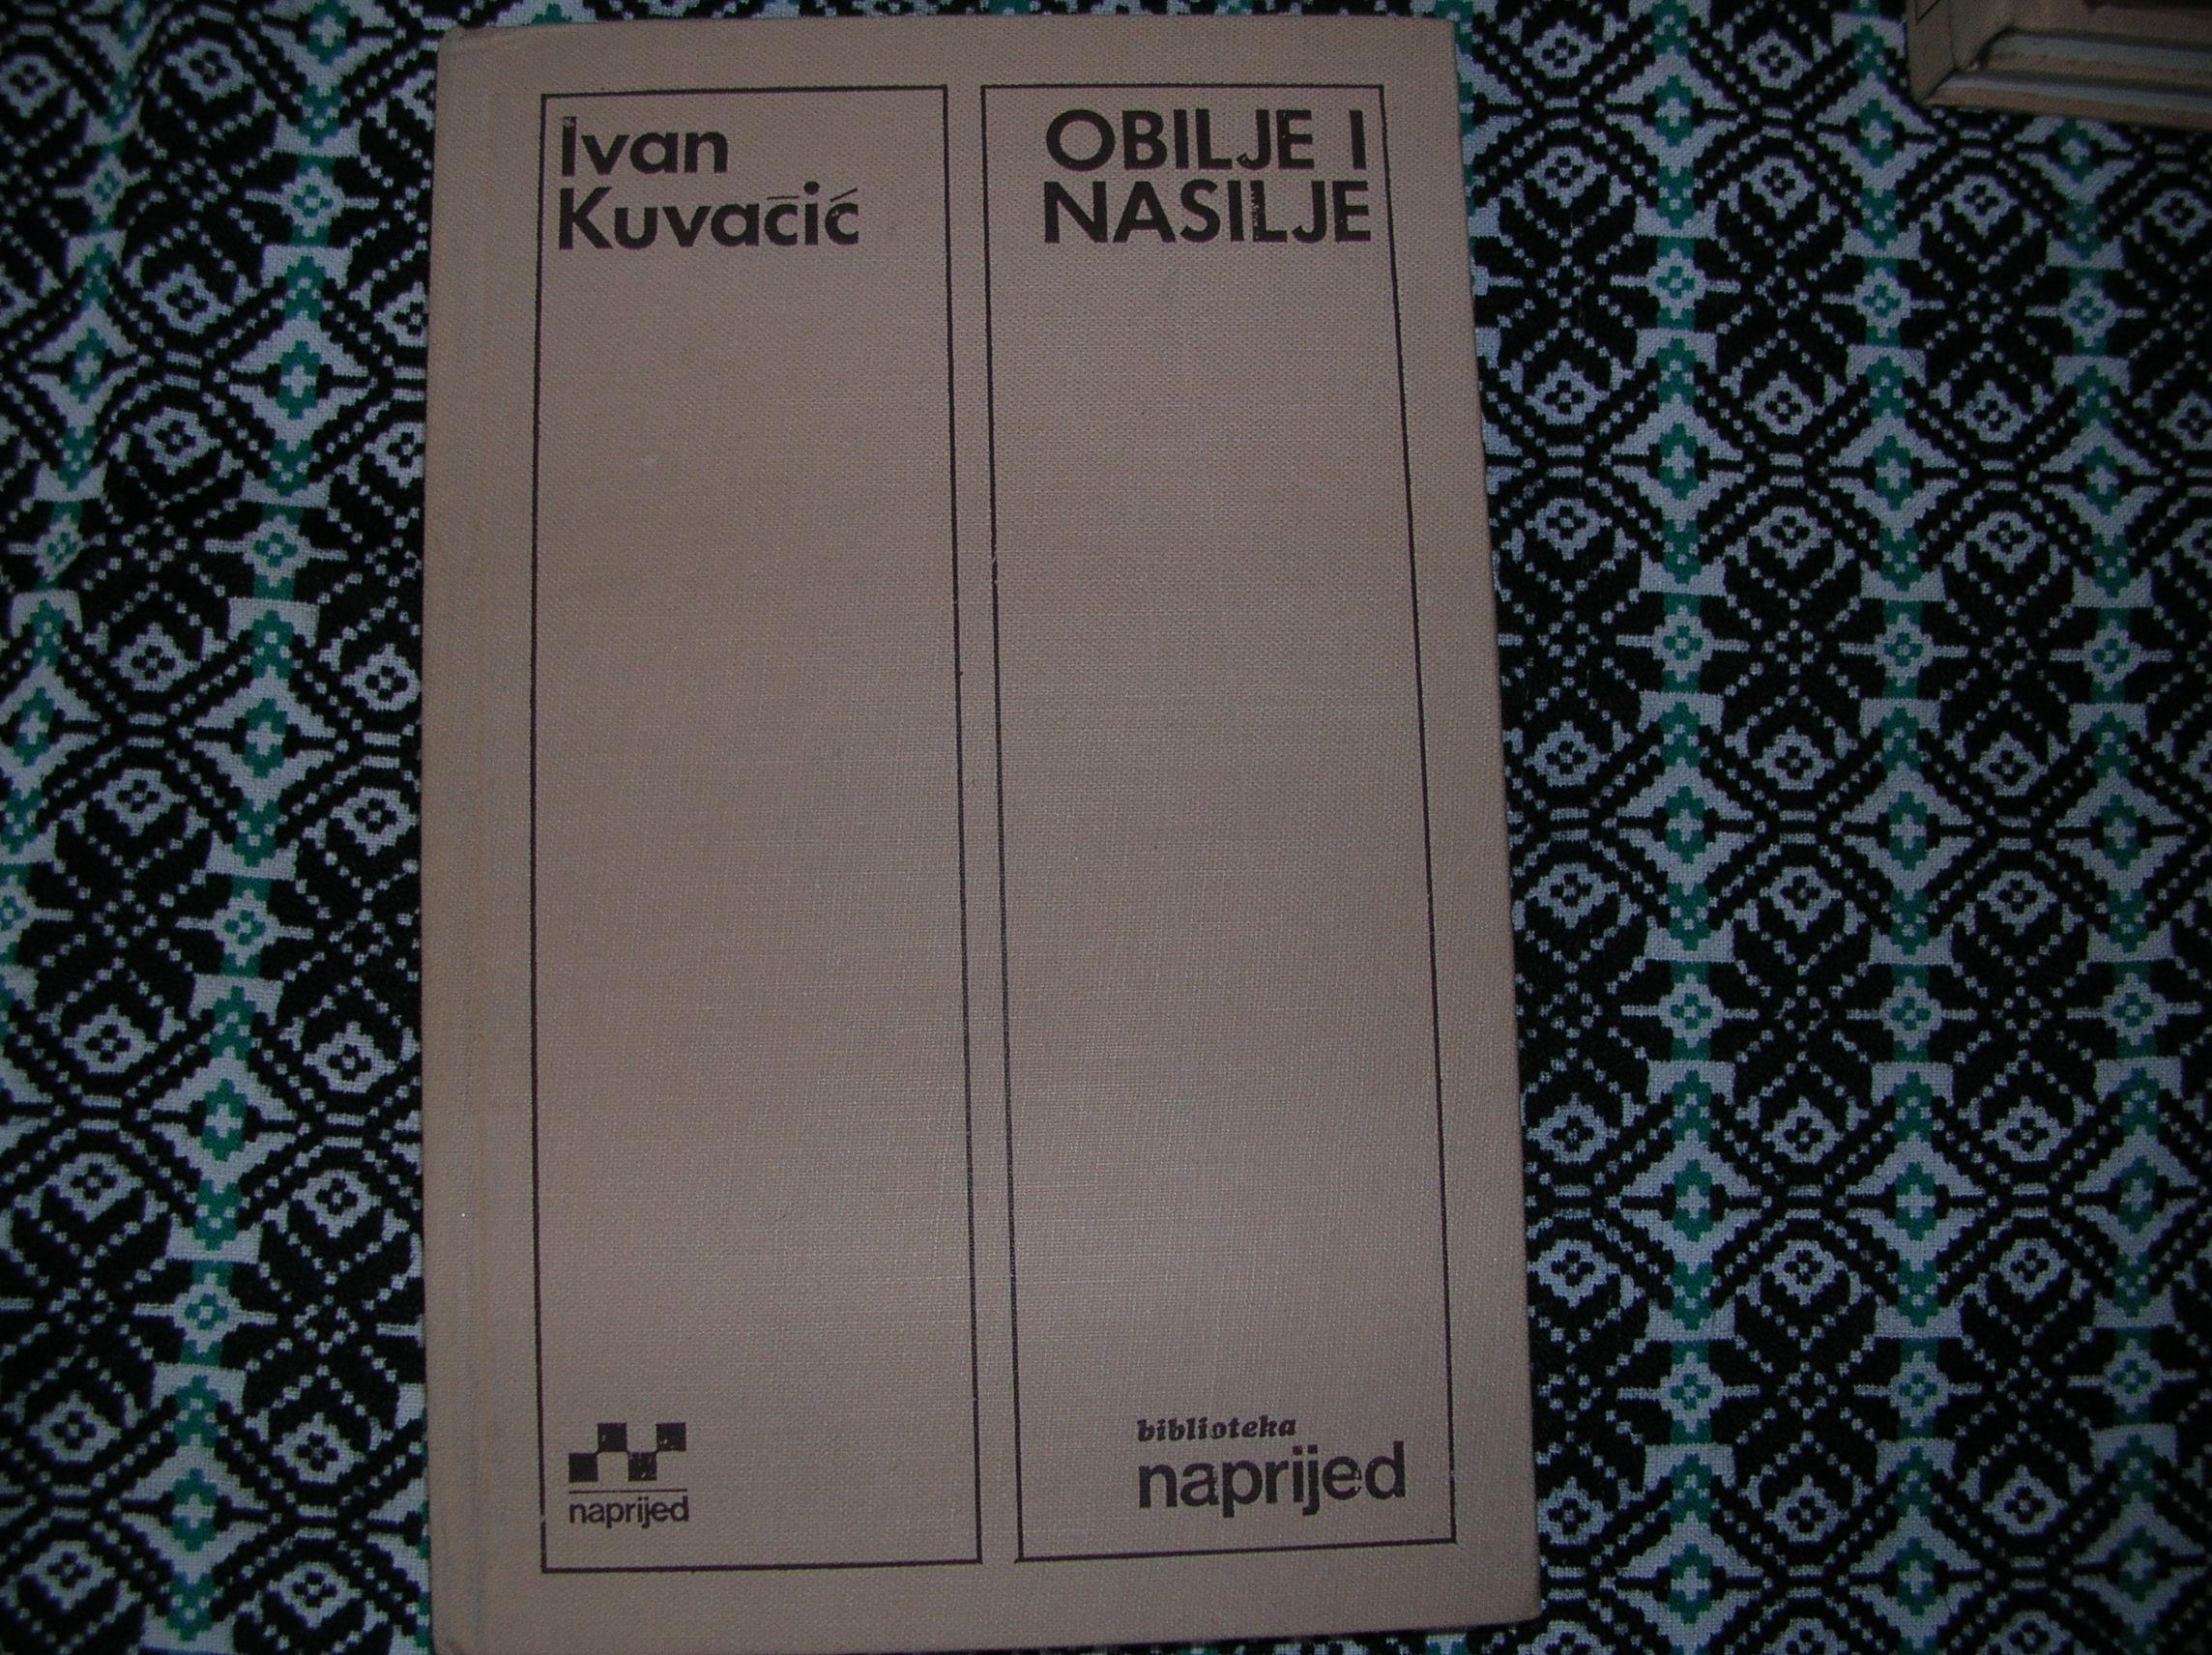 Ivan
Kuvačić
OBILJE I
NASILJE
naprijed
biblioteka
naprijed